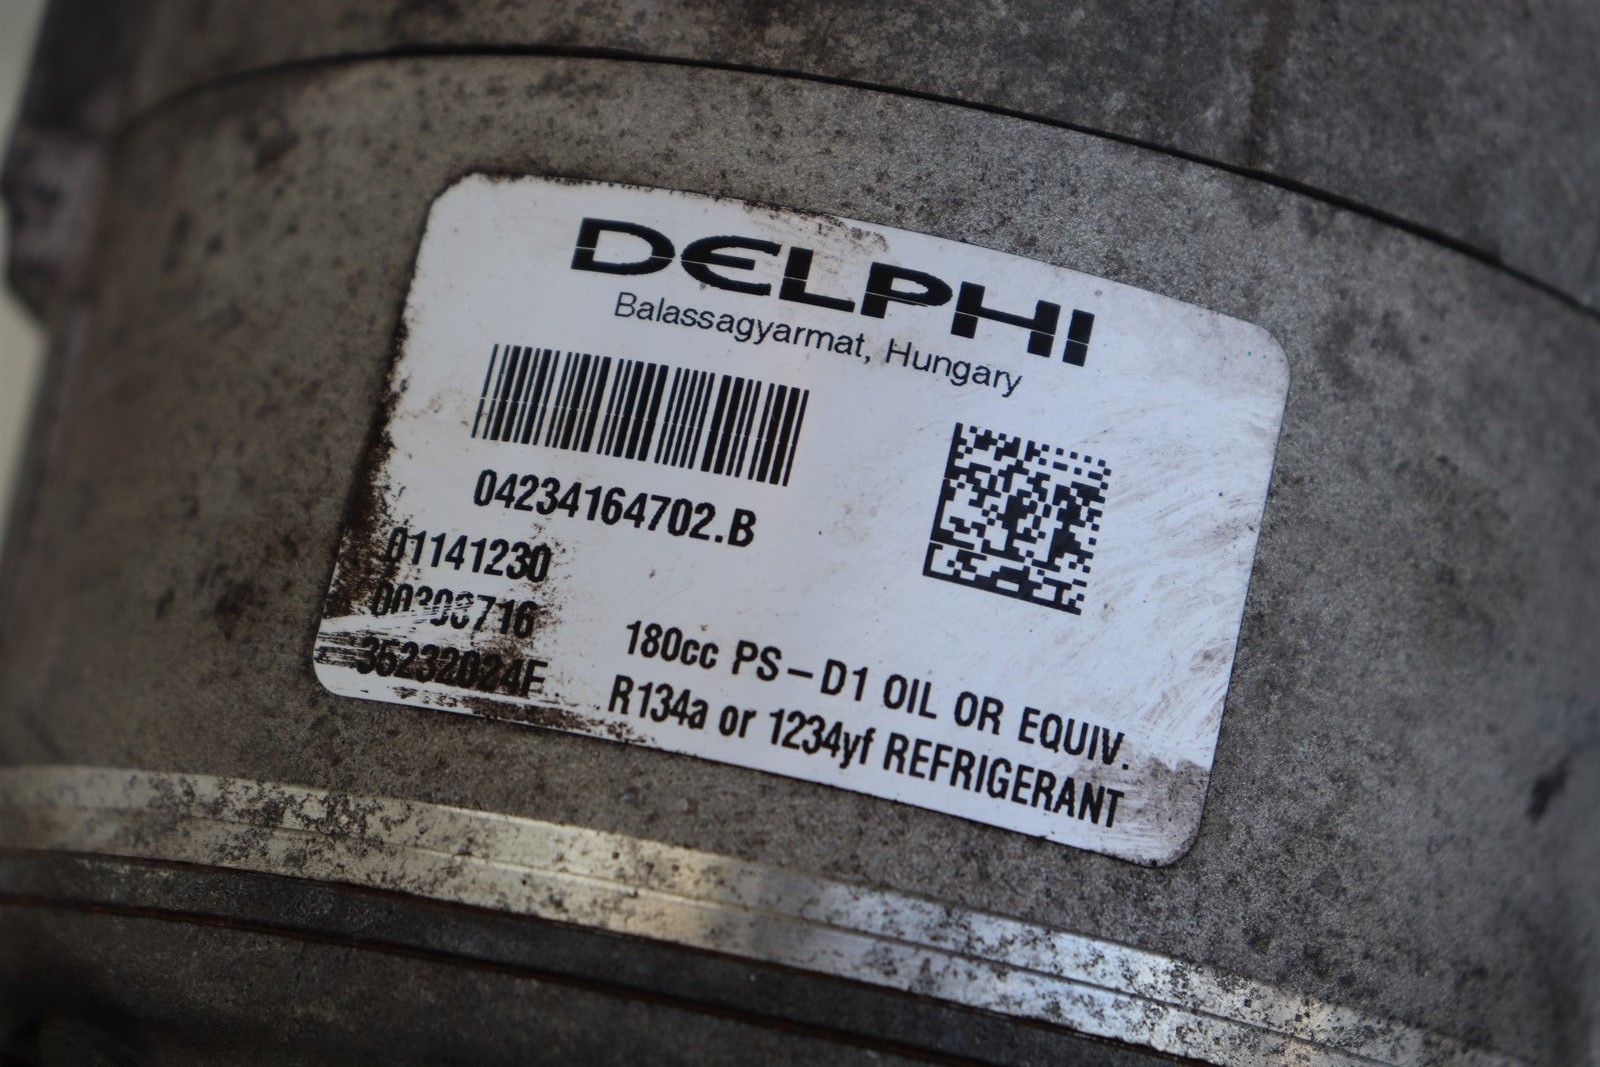 DELPHI
Balassagyarmat, Hungary
04234164702.B
01141230
180cc PS-D1 OIL OR EQUIV.
R134a or 1234yf REFRIGERANT